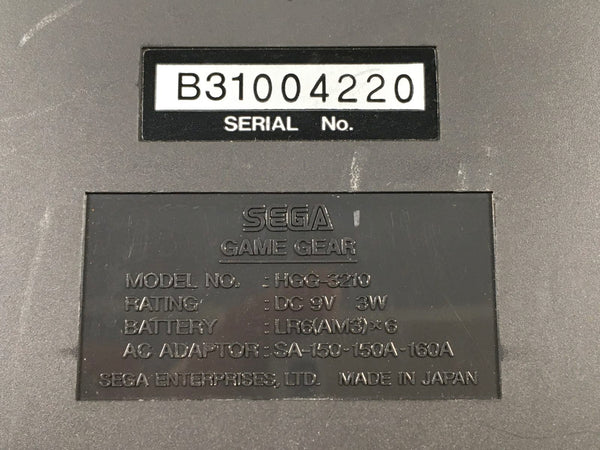 B31004220
SERIAL No.
SEGA
GAME GEAR
MODEL NO. : HGG-3210
RATING : DC 9V 3W
BATTERY : LR6(AM3)×6
AC ADAPTOR : SA-150·150A·160A
SEGA ENTERPRISES, LTD. MADE IN JAPAN